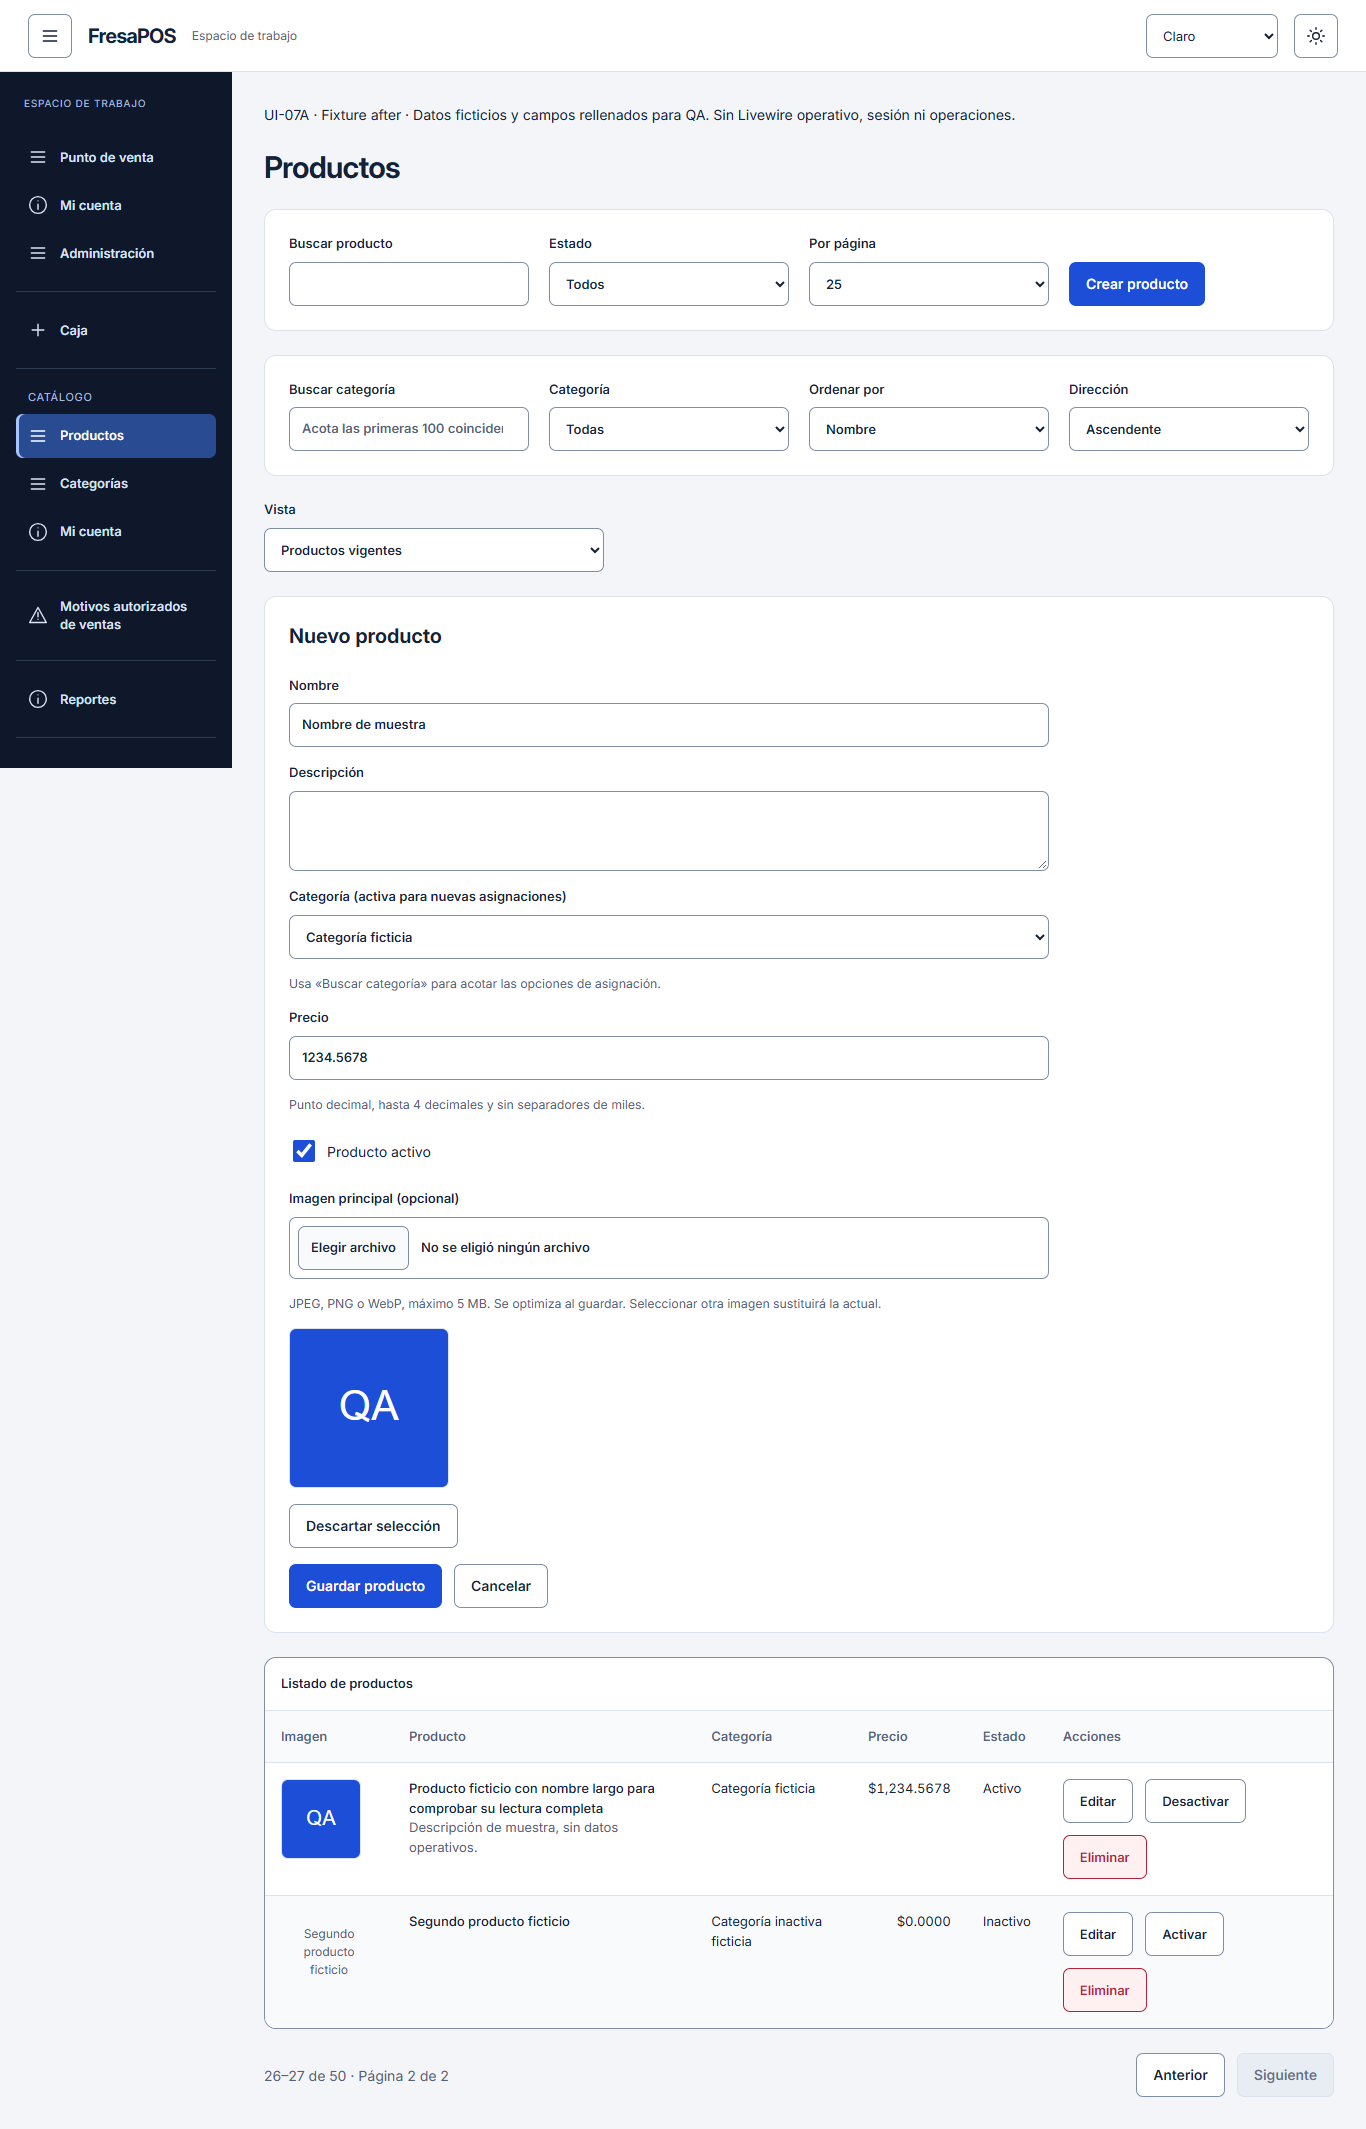 FresaPOS
Espacio de trabajo
Claro
ESPACIO DE TRABAJO
Punto de venta
Mi cuenta
Administración
Caja
CATÁLOGO
Productos
Categorías
Mi cuenta
Motivos autorizados
de ventas
Reportes
UI-07A · Fixture after · Datos ficticios y campos rellenados para QA. Sin Livewire operativo, sesión ni operaciones.
Productos
Buscar producto
Estado
Por página
Todos
25
Crear producto
Buscar categoría
Categoría
Ordenar por
Dirección
Acota las primeras 100 coincide
Todas
Nombre
Ascendente
Vista
Productos vigentes
Nuevo producto
Nombre
Nombre de muestra
Descripción
Categoría (activa para nuevas asignaciones)
Categoría ficticia
Usa «Buscar categoría» para acotar las opciones de asignación.
Precio
1234.5678
Punto decimal, hasta 4 decimales y sin separadores de miles.
Producto activo
Imagen principal (opcional)
Elegir archivo No se eligió ningún archivo
JPEG, PNG o WebP, máximo 5 MB. Se optimiza al guardar. Seleccionar otra imagen sustituirá la actual.
QA
Descartar selección
Guardar producto
Cancelar
Listado de productos
Imagen Producto Categoría Precio Estado Acciones
QA
Producto ficticio con nombre largo para
comprobar su lectura completa
Descripción de muestra, sin datos
operativos.
Categoría ficticia
$1,234.5678
Activo
Editar
Desactivar
Eliminar
Segundo
producto
ficticio
Segundo producto ficticio
Categoría inactiva
ficticia
$0.0000
Inactivo
Editar
Activar
Eliminar
26–27 de 50 · Página 2 de 2
Anterior
Siguiente